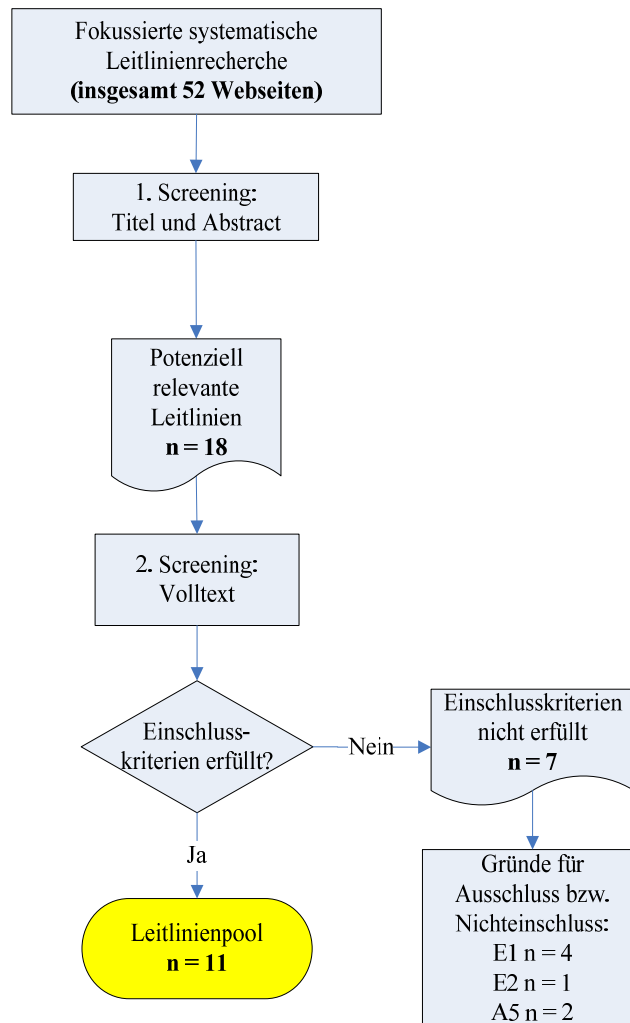 Fokussierte systematische
Leitlinienrecherche
(insgesamt 52 Webseiten)
1. Screening:
Titel und Abstract
Potenziell
relevante
Leitlinien
n = 18
2. Screening:
Volltext
Einschluss-
kriterien erfüllt?
Nein
Einschlusskriterien
nicht erfüllt
n = 7
Ja
Gründe für
Ausschluss bzw.
Nichteinschluss:
E1 n = 4
E2 n = 1
A5 n = 2
Leitlinienpool
n = 11